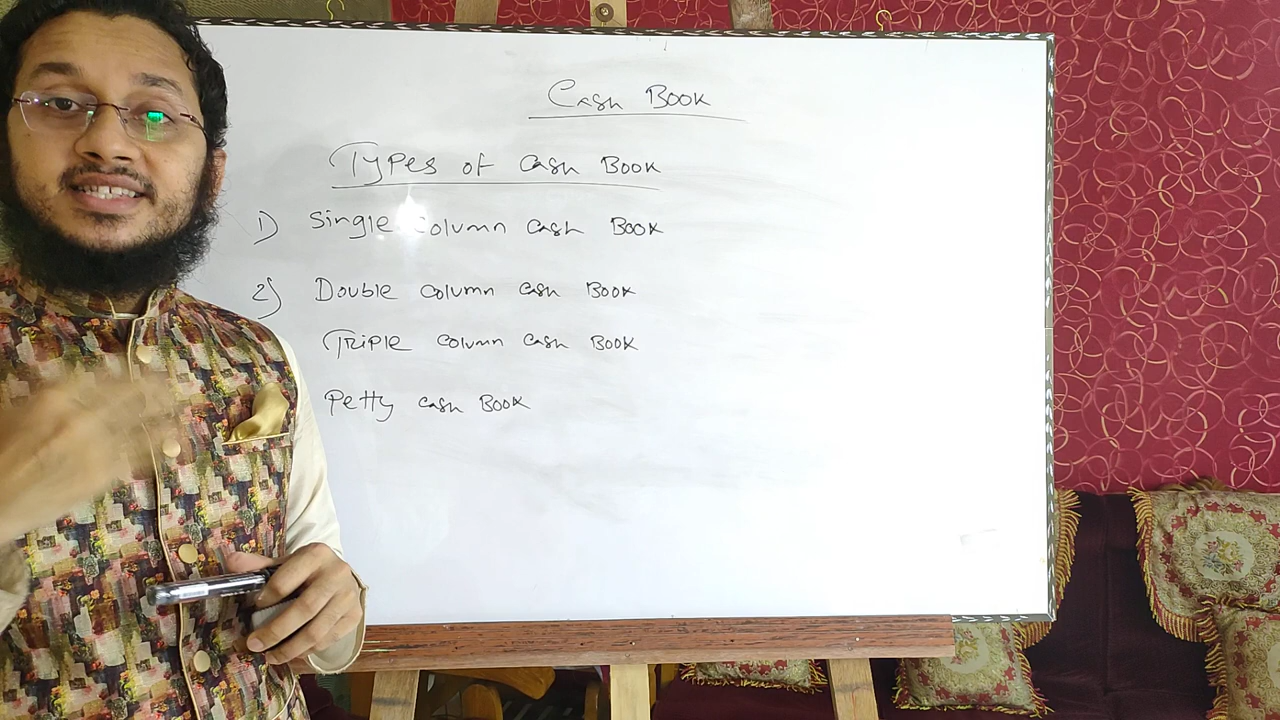 Cash Book
Types of Cash Book
1) Single Column Cash Book
2) Double Column Cash Book
Triple Column Cash Book
Petty Cash Book